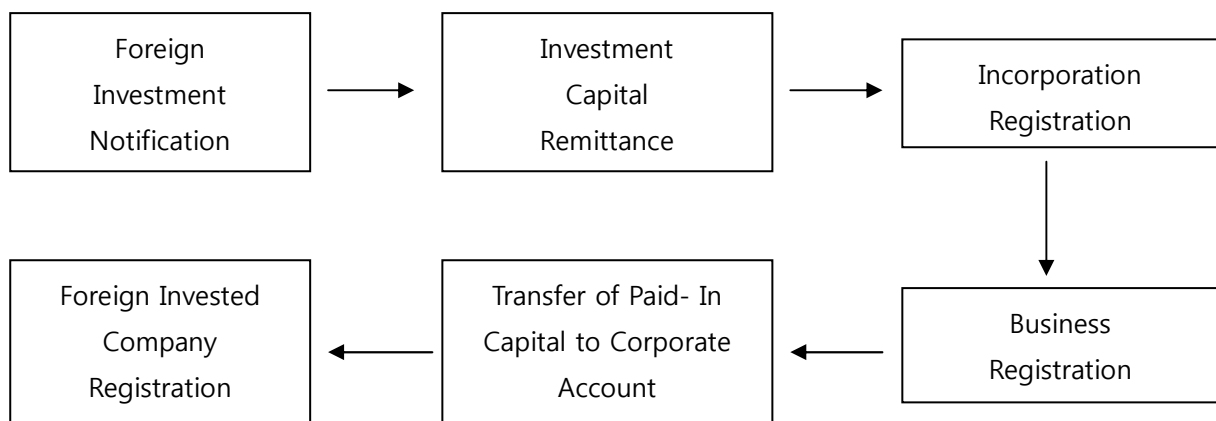 Foreign
Investment
Notification
Investment
Capital
Remittance
Incorporation
Registration
Business
Registration
Transfer of Paid- In
Capital to Corporate
Account
Foreign Invested
Company
Registration